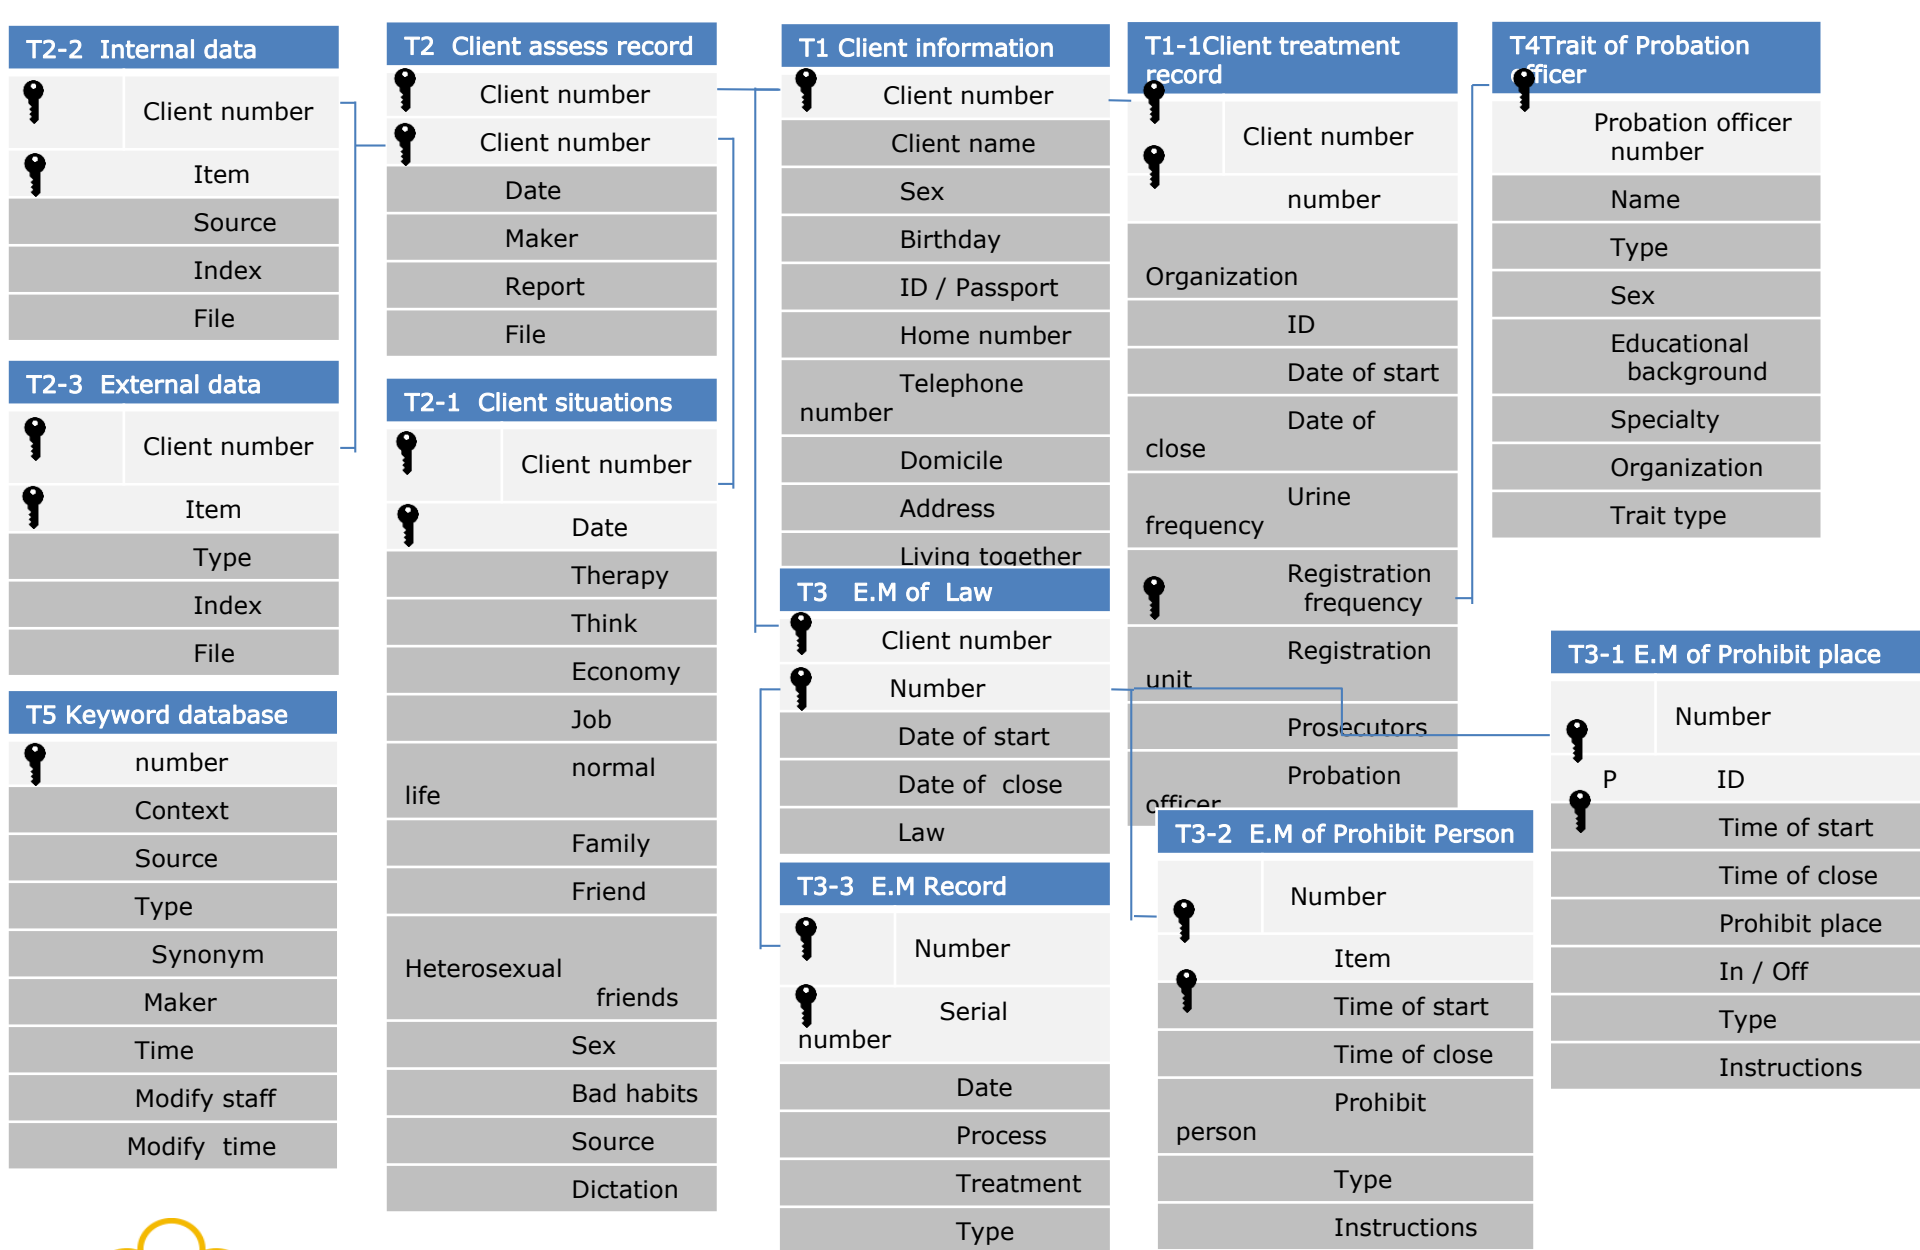 T2-2 Internal data
Client number
Item
Source
Index
File
T2-3 External data
Client number
Item
Type
Index
File
T5 Keyword database
number
Context
Source
Type
Synonym
Maker
Time
Modify staff
Modify time
T2 Client assess record
Client number
Client number
Date
Maker
Report
File
T2-1 Client situations
Client number
Date
Therapy
Think
Economy
Job
normal
life
Family
Friend
Heterosexual
friends
Sex
Bad habits
Source
Dictation
T1 Client information
Client number
Client name
Sex
Birthday
ID / Passport
Home number
Telephone
number
Domicile
Address
Living together
T3 E.M of Law
Client number
Number
Date of start
Date of close
Law
T3-3 E.M Record
Number
Serial
number
Date
Process
Treatment
Type
T1-1Client treatment
record
Client number
number
Organization
ID
Date of start
Date of
close
Urine
frequency
Registration
frequency
Registration
unit
Prosecutors
Probation
officer
T3-2 E.M of Prohibit Person
Number
Item
Time of start
Time of close
Prohibit
person
Type
Instructions
T4Trait of Probation
officer
Probation officer
number
Name
Type
Sex
Educational
background
Specialty
Organization
Trait type
T3-1 E.M of Prohibit place
Number
P ID
Time of start
Time of close
Prohibit place
In / Off
Type
Instructions